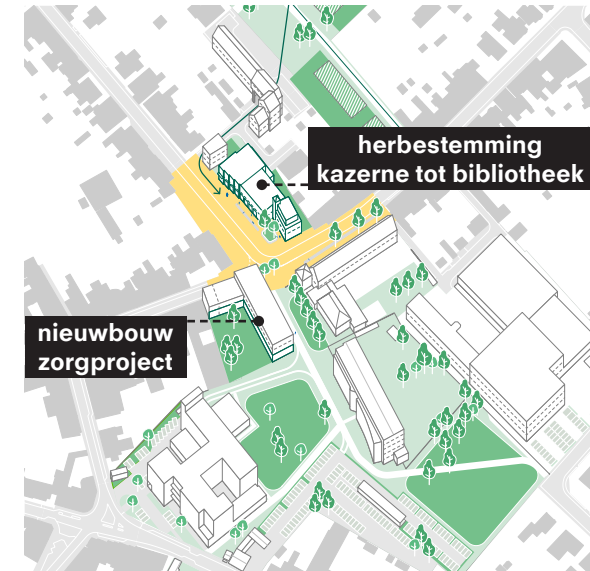 herbestemming
kazerne tot bibliotheek
nieuwbouw
zorgproject